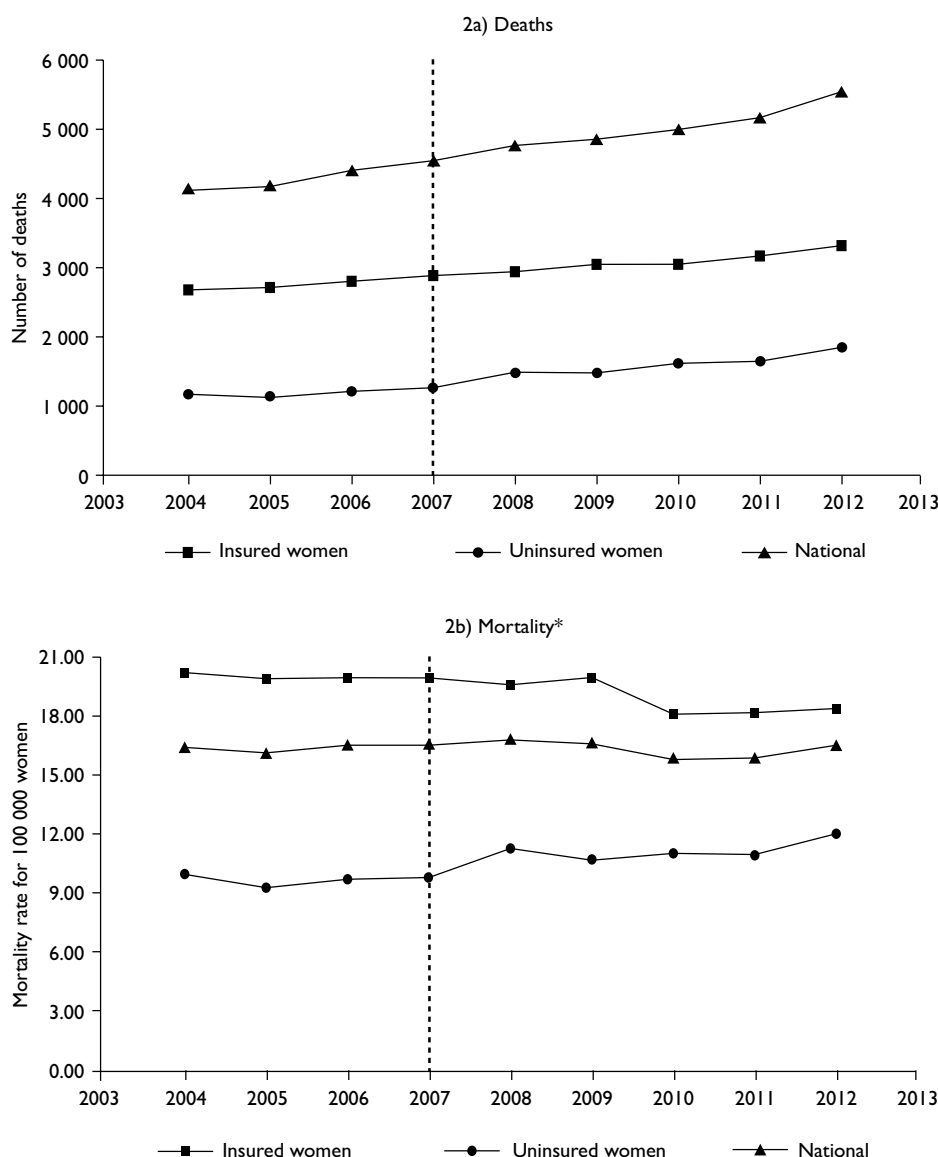 2a) Deaths
6 000
5 000
4 000
3 000
2 000
1 000
0
Number of deaths
2003 2004 2005 2006 2007 2008 2009 2010 2011 2012 2013
Insured women Uninsured women National
2b) Mortality*
21.00
18.00
15.00
12.00
9.00
6.00
3.00
0.00
Mortality rate for 100 000 women
2003 2004 2005 2006 2007 2008 2009 2010 2011 2012 2013
Insured women Uninsured women National